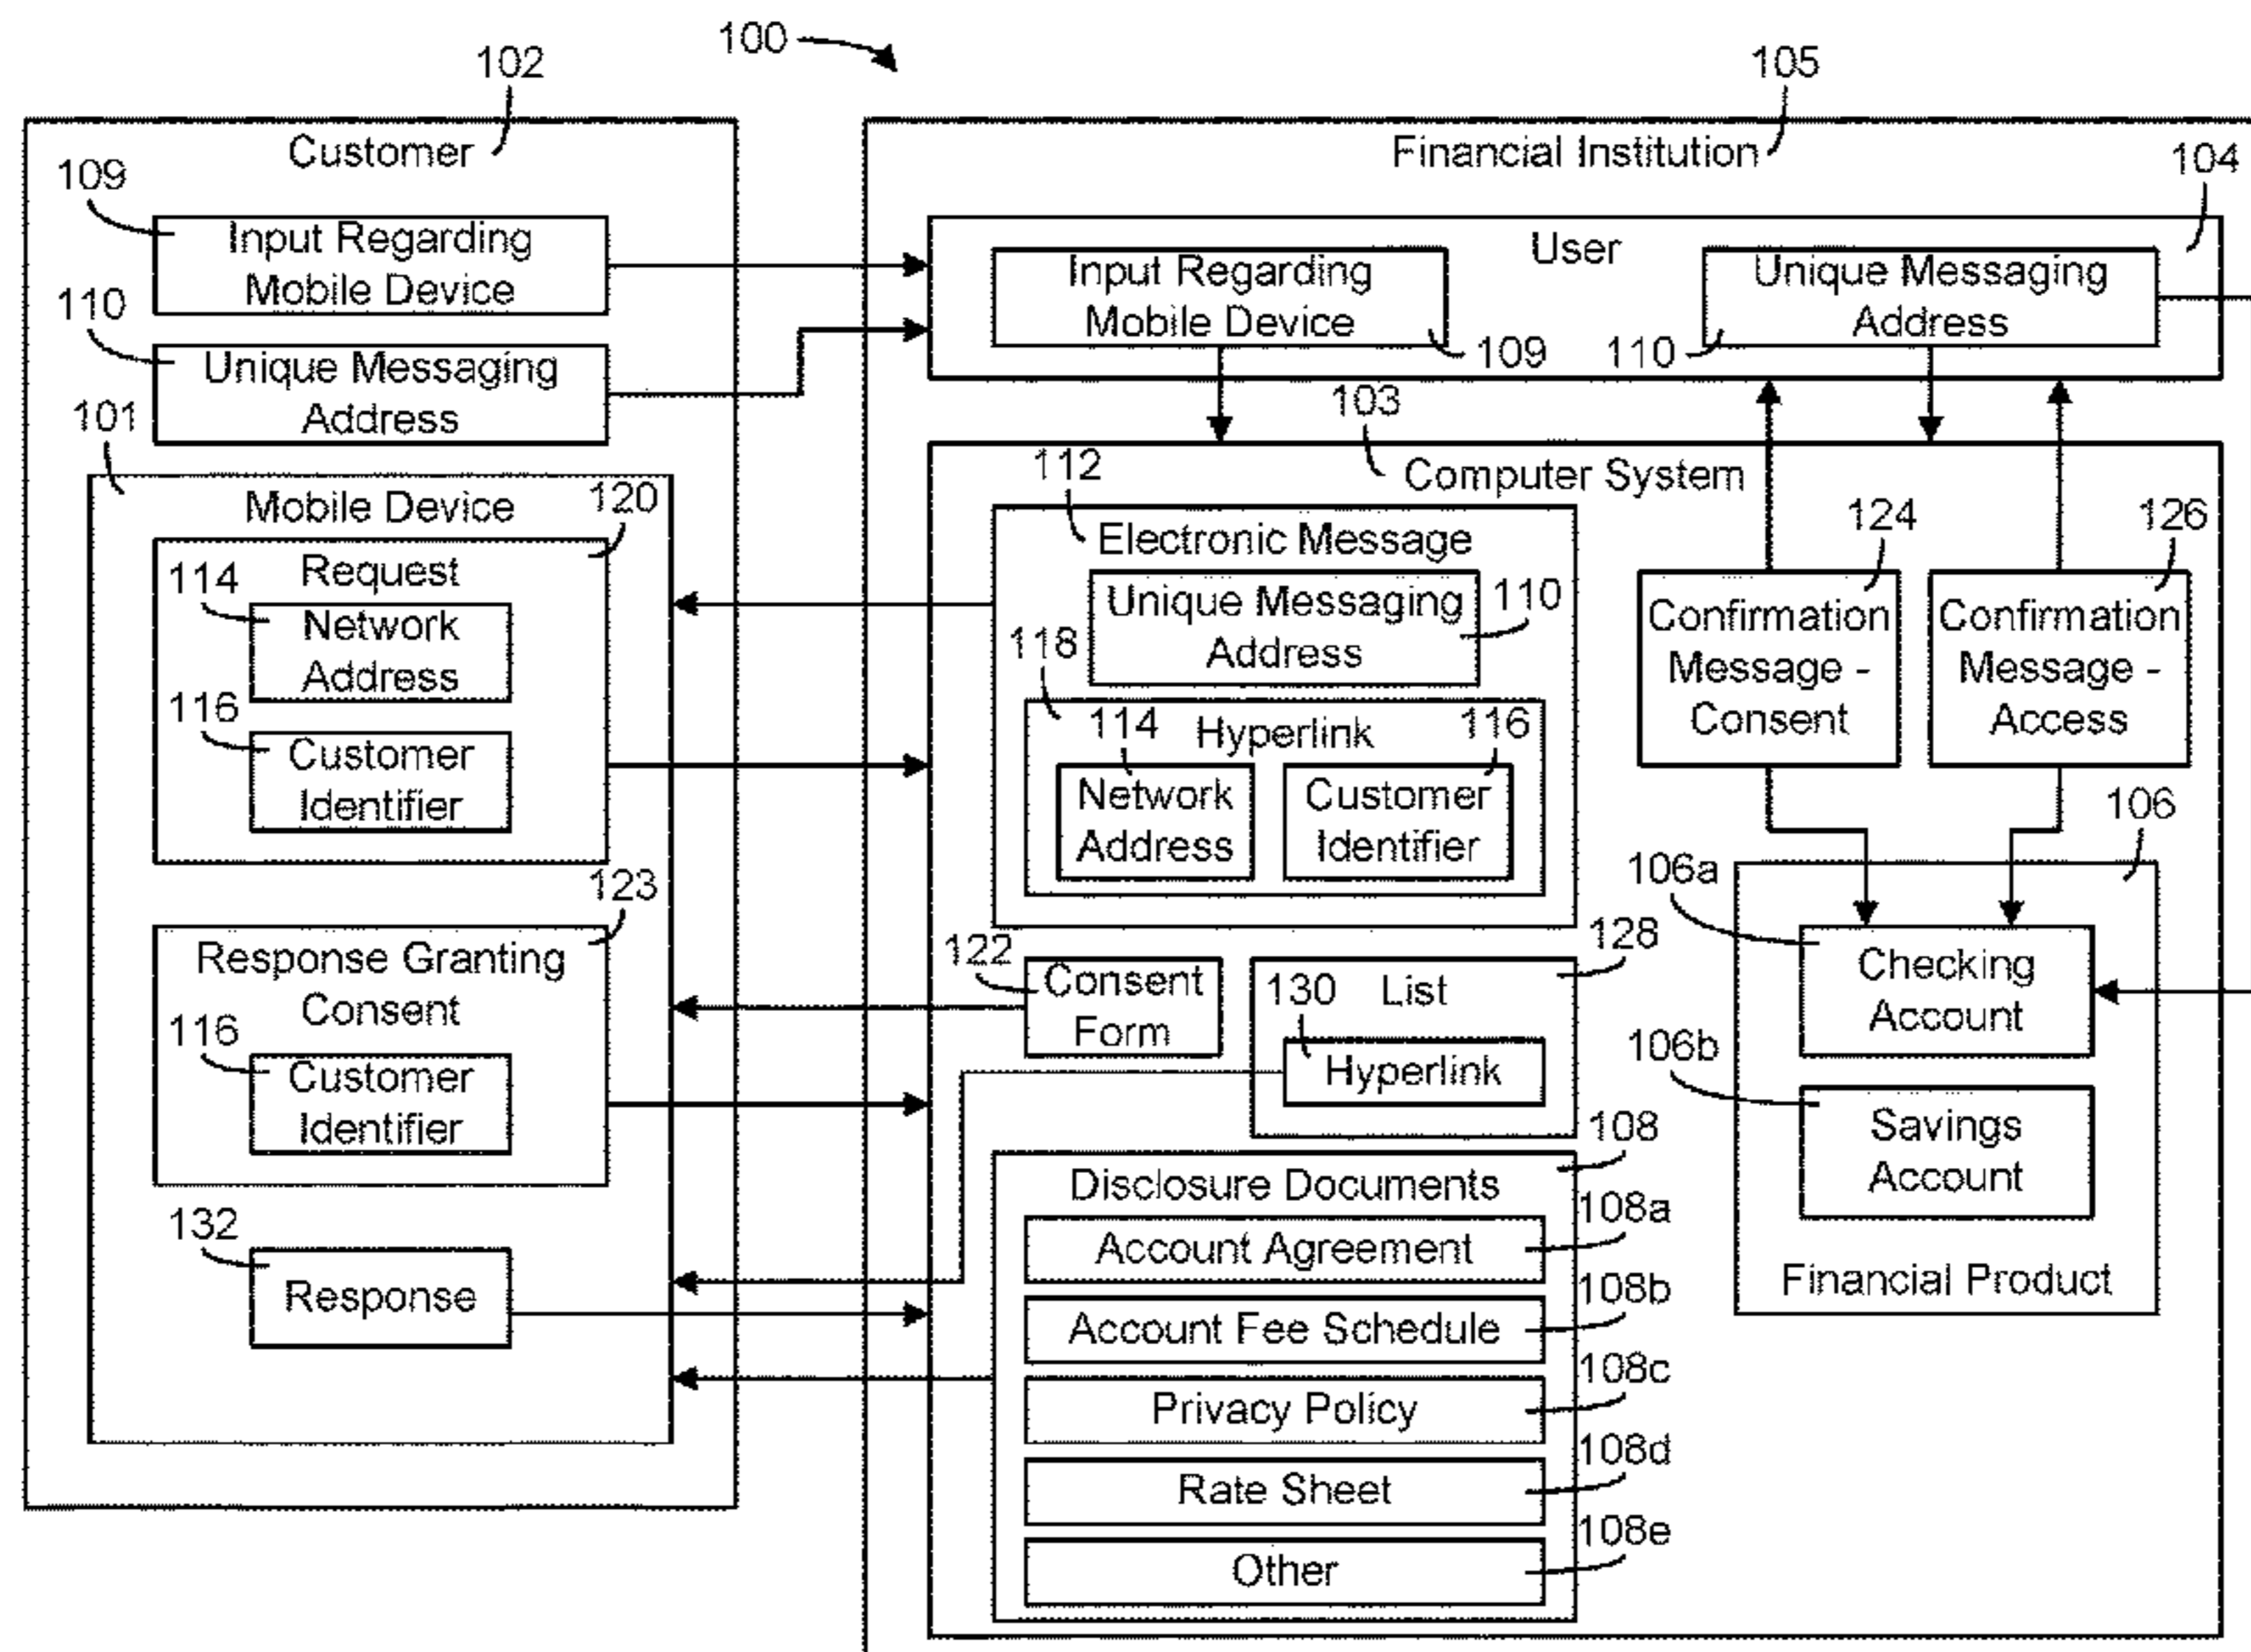 100
102
105
Customer
Financial Institution
104
109
Input Regarding
Mobile Device
User
Input Regarding
Mobile Device
109
Unique Messaging
Address
110
110
Unique Messaging
Address
101
103
Mobile Device
120
112
Computer System
Request
114
Network
Address
116
Customer
Identifier
Electronic Message
Unique Messaging
Address
110
118
Hyperlink
114
Network
Address
116
Customer
Identifier
124
Confirmation
Message -
Consent
126
Confirmation
Message -
Access
106
123
Response Granting
Consent
116
Customer
Identifier
122
Consent
Form
128
List
130
Hyperlink
106a
Checking
Account
106b
Savings
Account
Financial Product
132
Response
108
Disclosure Documents
108a
Account Agreement
108b
Account Fee Schedule
108c
Privacy Policy
108d
Rate Sheet
108e
Other